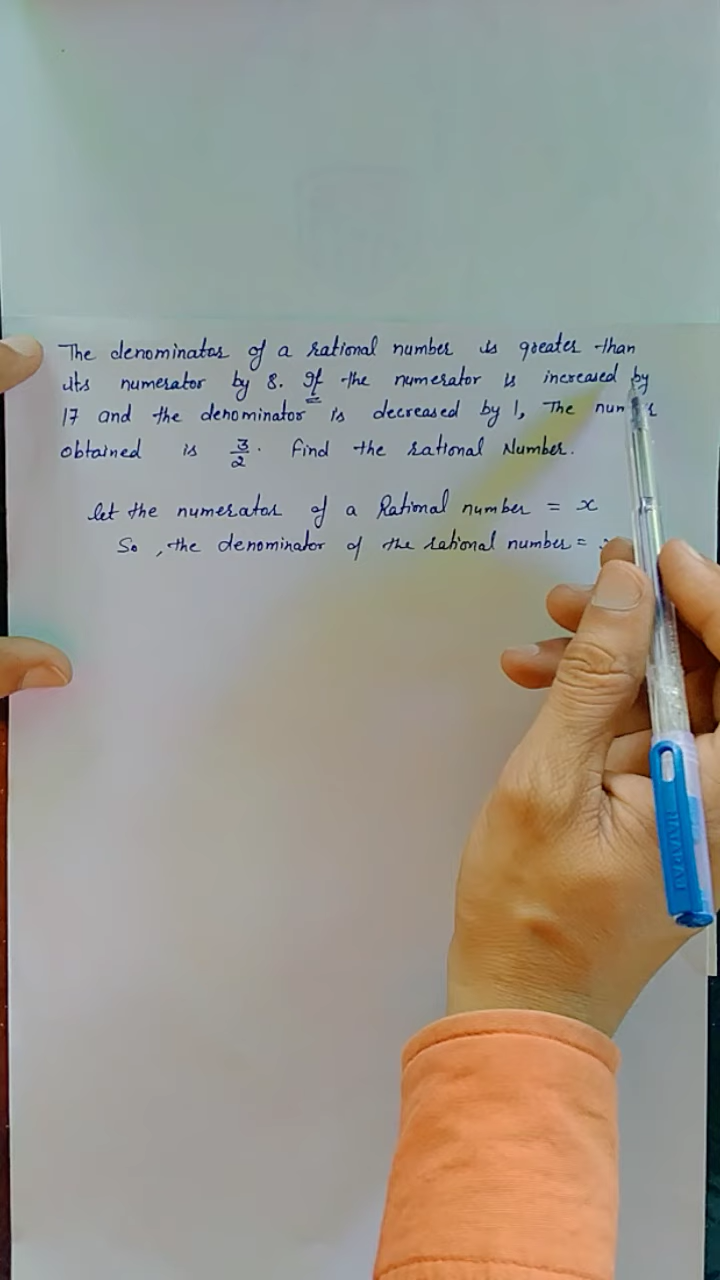 The denominator of a rational number is greater than
its numerator by 8. If the numerator is increased by
17 and the denominator is decreased by 1, The
obtained is 3/2. Find the rational Number.
let the numerator of a Rational number = x
So, the denominator of the rational number =